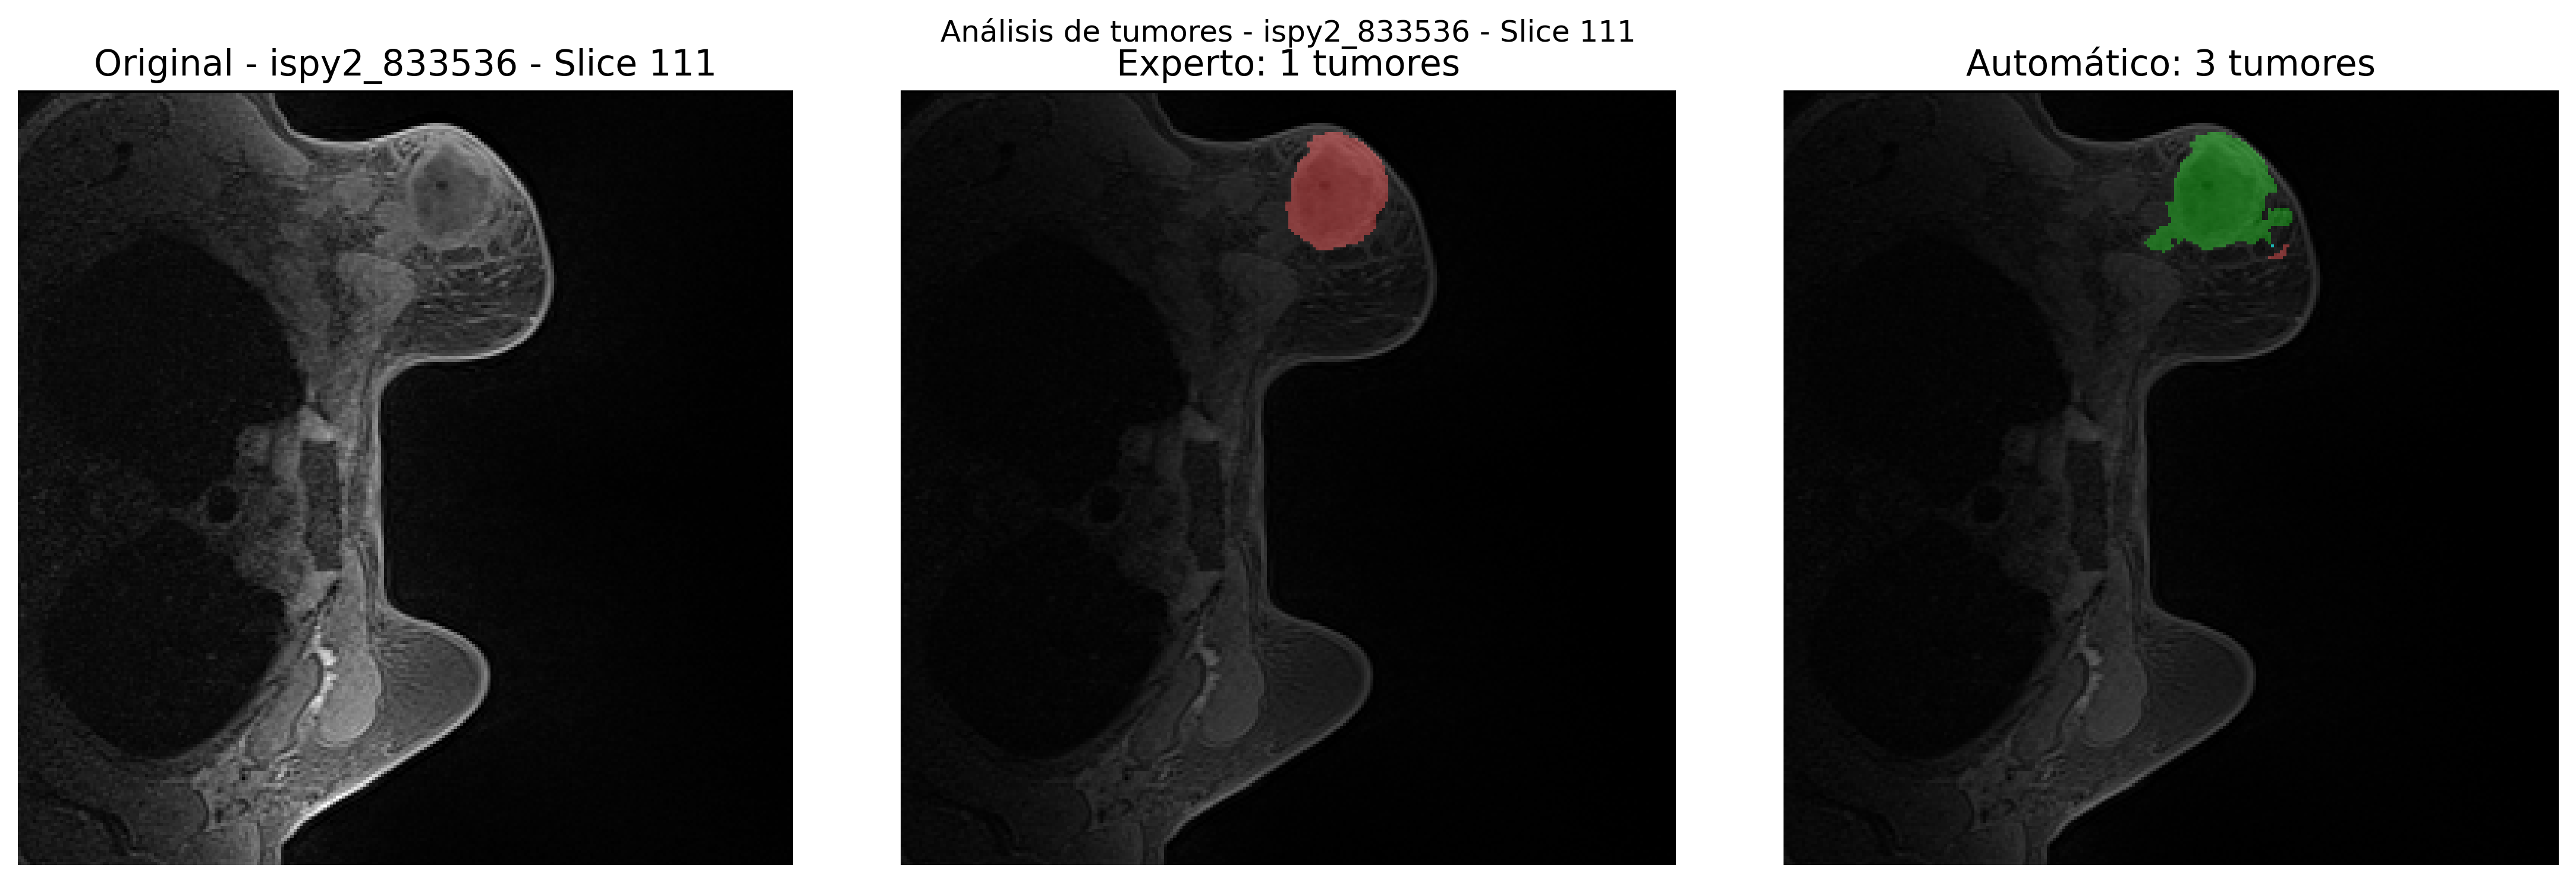 Análisis de tumores - ispy2_833536 - Slice 111
Original - ispy2_833536 - Slice 111
Experto: 1 tumores
Automático: 3 tumores